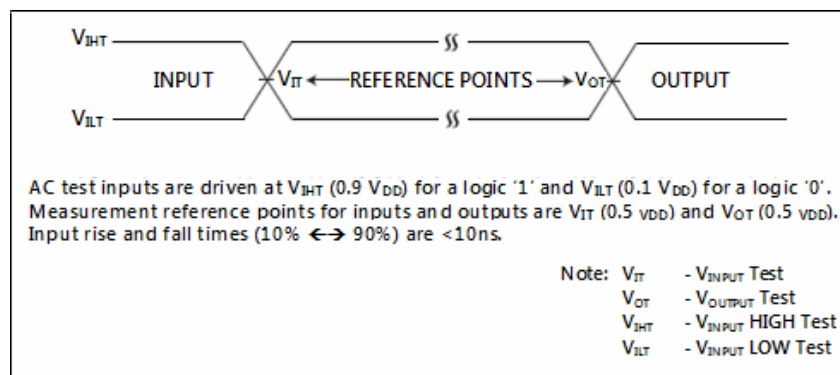 VIHT
INPUT VIT REFERENCE POINTS VOT OUTPUT
VILT
AC test inputs are driven at VIHT (0.9 VDD) for a logic '1' and VILT (0.1 VDD) for a logic '0'.
Measurement reference points for inputs and outputs are VIT (0.5 VDD) and VOT (0.5 VDD).
Input rise and fall times (10% ←→ 90%) are <10ns.
Note: VIT - VINPUT Test
VOT - VOUTPUT Test
VIHT - VINPUT HIGH Test
VILT - VINPUT LOW Test